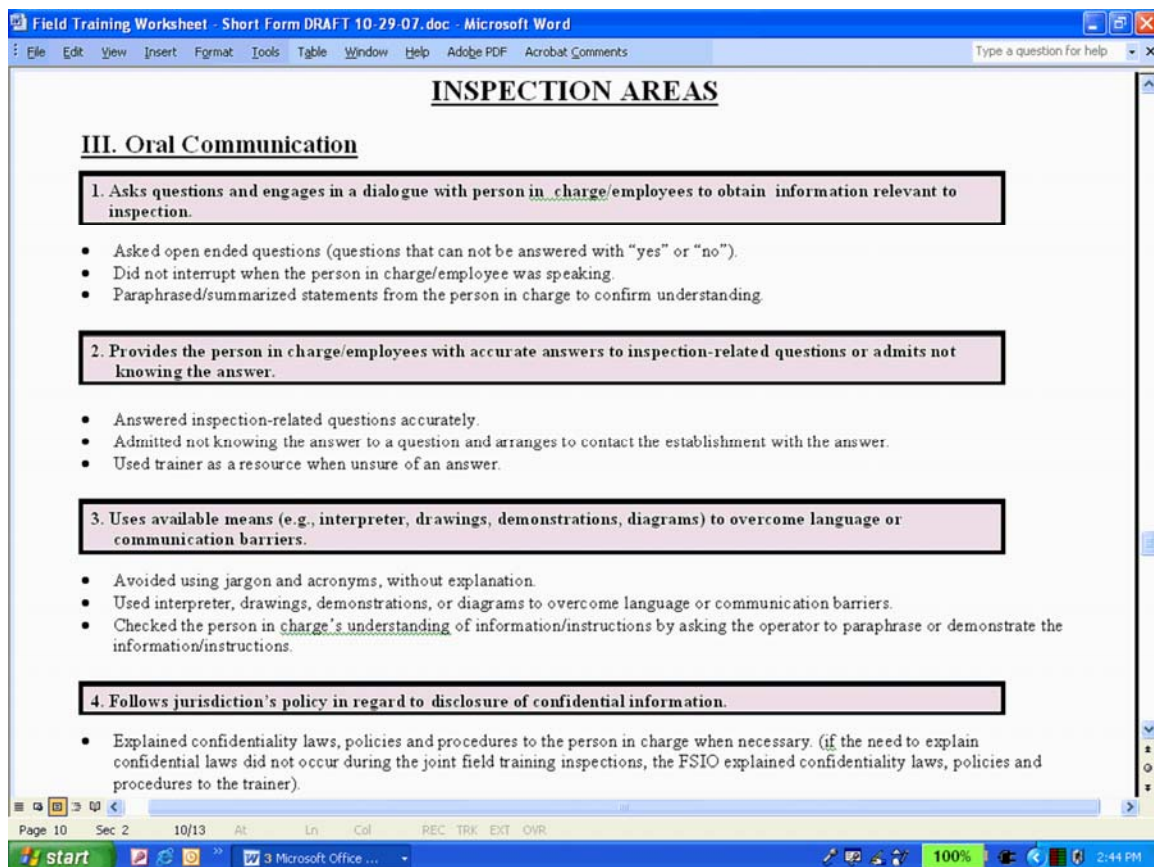 Field Training Worksheet - Short Form DRAFT 10-29-07.doc - Microsoft Word
File Edit View Insert Format Tools Table Window Help Adobe PDF Acrobat Comments Type a question for help
INSPECTION AREAS
III. Oral Communication
1. Asks questions and engages in a dialogue with person in charge/employees to obtain information relevant to
inspection.
• Asked open ended questions (questions that can not be answered with “yes” or “no”).
• Did not interrupt when the person in charge/employee was speaking.
• Paraphrased/summarized statements from the person in charge to confirm understanding.
2. Provides the person in charge/employees with accurate answers to inspection-related questions or admits not
knowing the answer.
• Answered inspection-related questions accurately.
• Admitted not knowing the answer to a question and arranges to contact the establishment with the answer.
• Used trainer as a resource when unsure of an answer.
3. Uses available means (e.g., interpreter, drawings, demonstrations, diagrams) to overcome language or
communication barriers.
• Avoided using jargon and acronyms, without explanation.
• Used interpreter, drawings, demonstrations, or diagrams to overcome language or communication barriers.
• Checked the person in charge’s understanding of information/instructions by asking the operator to paraphrase or demonstrate the
information/instructions.
4. Follows jurisdiction’s policy in regard to disclosure of confidential information.
• Explained confidentiality laws, policies and procedures to the person in charge when necessary. (if the need to explain
confidential laws did not occur during the joint field training inspections, the FSIO explained confidentiality laws, policies and
procedures to the trainer).
Page 10 Sec 2 10/13 At Ln Col REC TRK EXT OVR
start 3 Microsoft Office ... 100% 2:44 PM